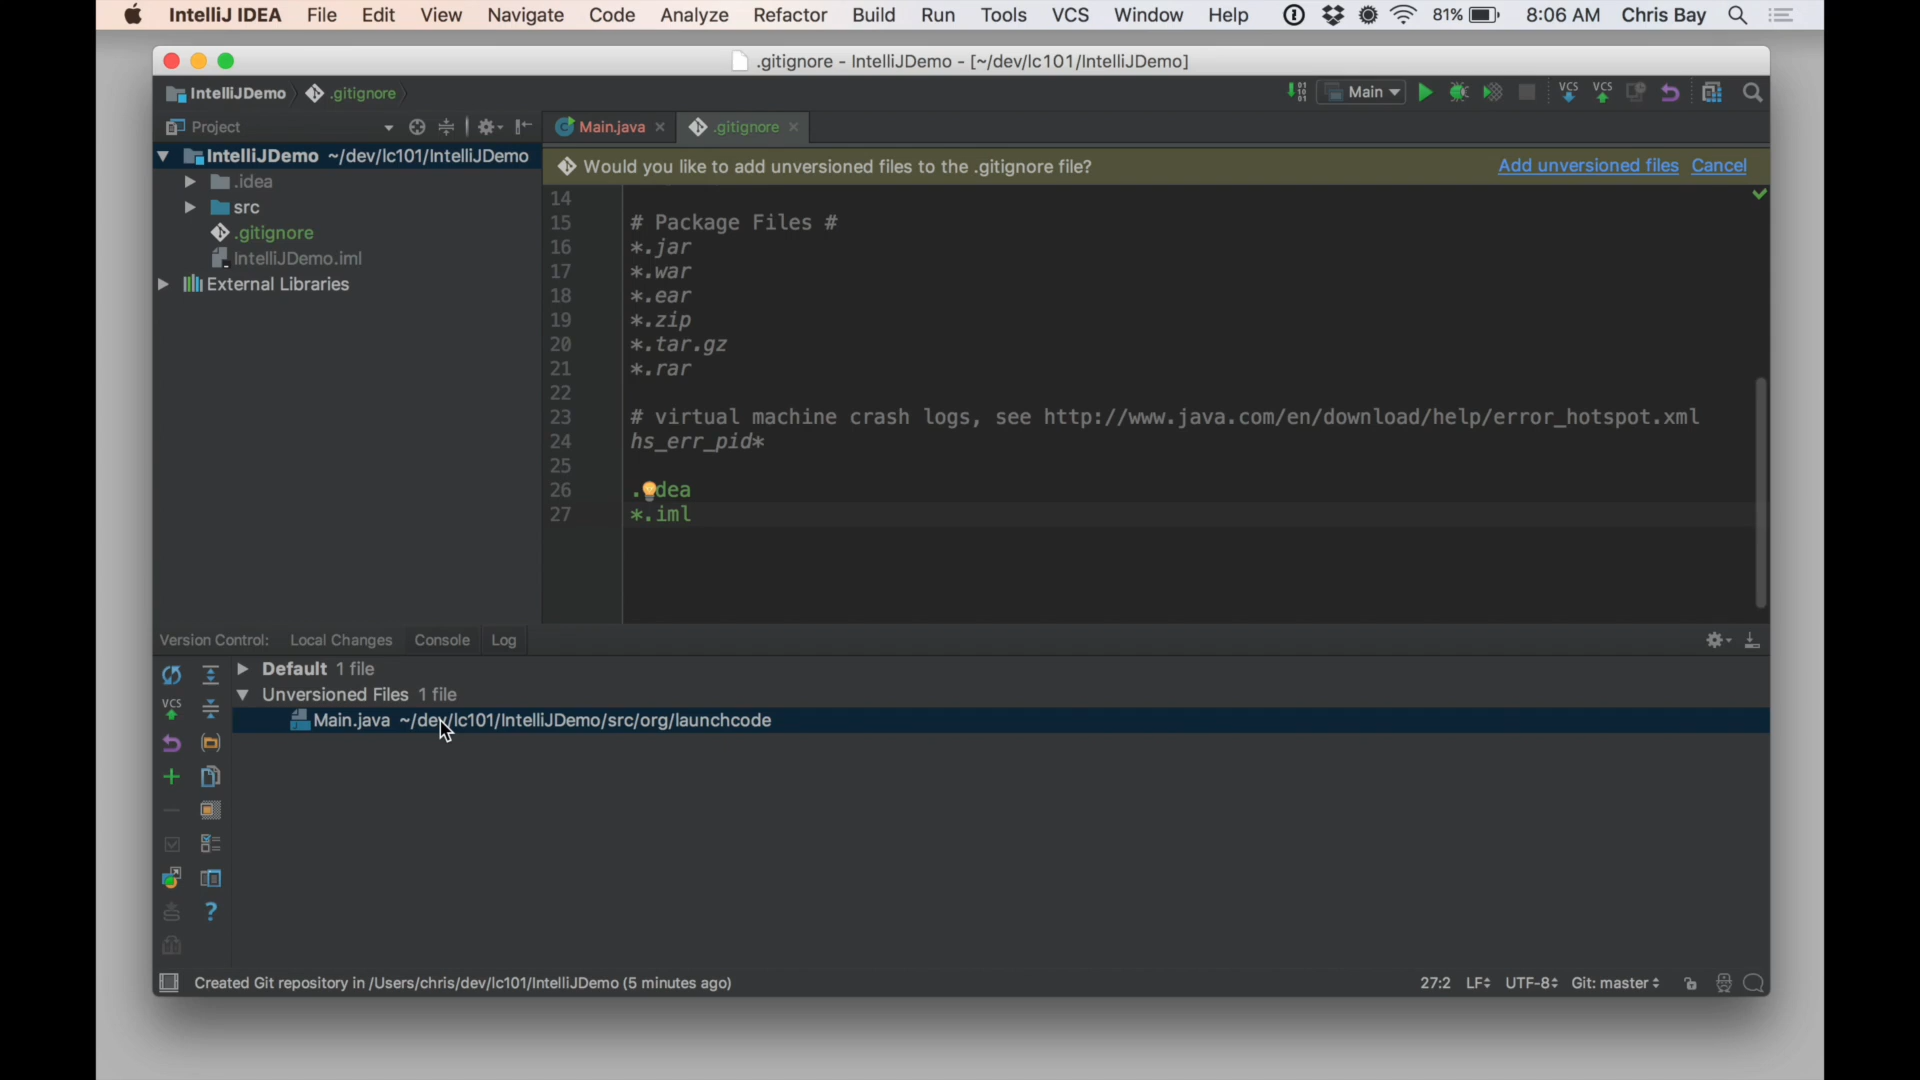 IntelliJ IDEA File Edit View Navigate Code Analyze Refactor Build Run Tools VCS Window Help 81% 8:06 AM Chris Bay
.gitignore - IntelliJDemo - [~/dev/lc101/IntelliJDemo]
IntelliJDemo .gitignore Main VCS VCS
Project Main.java .gitignore
IntelliJDemo ~/dev/lc101/IntelliJDemo
.idea
src
.gitignore
IntelliJDemo.iml
External Libraries
Would you like to add unversioned files to the .gitignore file? Add unversioned files Cancel
14
15 # Package Files #
16 *.jar
17 *.war
18 *.ear
19 *.zip
20 *.tar.gz
21 *.rar
22
23 # virtual machine crash logs, see http://www.java.com/en/download/help/error_hotspot.xml
24 hs_err_pid*
25
26 .idea
27 *.iml
Version Control: Local Changes Console Log
Default 1 file
Unversioned Files 1 file
VCS
Main.java ~/dev/lc101/IntelliJDemo/src/org/launchcode
Created Git repository in /Users/chris/dev/lc101/IntelliJDemo (5 minutes ago) 27:2 LF UTF-8 Git: master